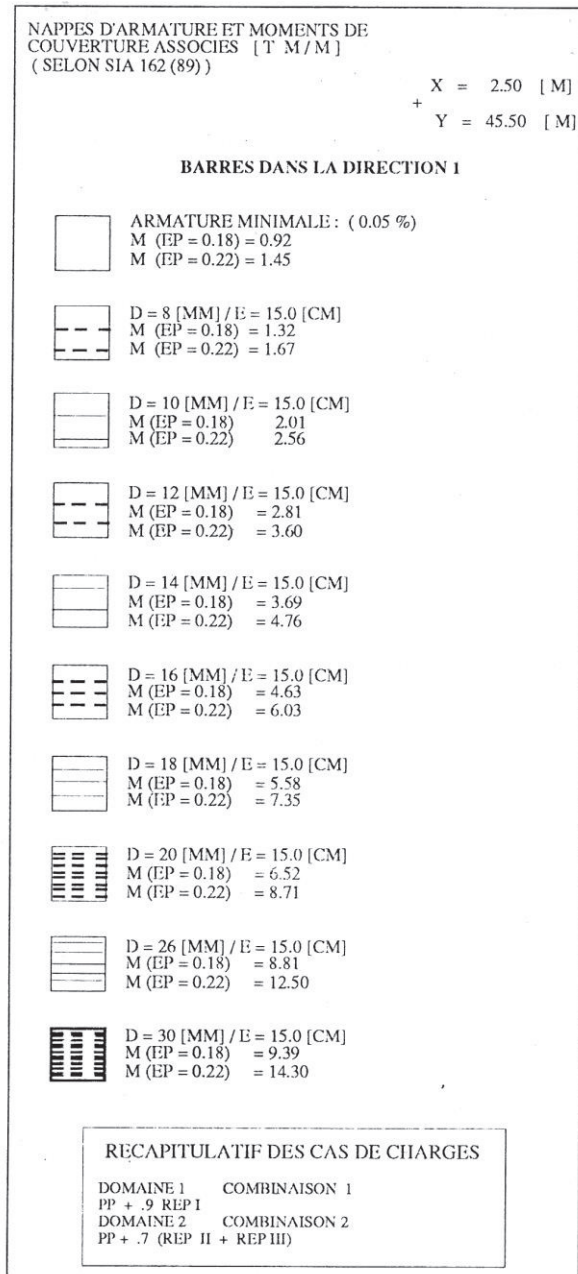 NAPPES D'ARMATURE ET MOMENTS DE
COUVERTURE ASSOCIES [ T M / M ]
( SELON SIA 162 (89) )
X = 2.50 [ M]
+
Y = 45.50 [ M]
BARRES DANS LA DIRECTION 1
ARMATURE MINIMALE : ( 0.05 %)
M (EP = 0.18) = 0.92
M (EP = 0.22) = 1.45
D = 8 [MM] / E = 15.0 [CM]
M (EP = 0.18) = 1.32
M (EP = 0.22) = 1.67
D = 10 [MM] / E = 15.0 [CM]
M (EP = 0.18) 2.01
M (EP = 0.22) 2.56
D = 12 [MM] / E = 15.0 [CM]
M (EP = 0.18) = 2.81
M (EP = 0.22) = 3.60
D = 14 [MM] / E = 15.0 [CM]
M (EP = 0.18) = 3.69
M (EP = 0.22) = 4.76
D = 16 [MM] / E = 15.0 [CM]
M (EP = 0.18) = 4.63
M (EP = 0.22) = 6.03
D = 18 [MM] / E = 15.0 [CM]
M (EP = 0.18) = 5.58
M (EP = 0.22) = 7.35
D = 20 [MM] / E = 15.0 [CM]
M (EP = 0.18) = 6.52
M (EP = 0.22) = 8.71
D = 26 [MM] / E = 15.0 [CM]
M (EP = 0.18) = 8.81
M (EP = 0.22) = 12.50
D = 30 [MM] / E = 15.0 [CM]
M (EP = 0.18) = 9.39
M (EP = 0.22) = 14.30
RECAPITULATIF DES CAS DE CHARGES
DOMAINE 1 COMBINAISON 1
PP + .9 REP I
DOMAINE 2 COMBINAISON 2
PP + .7 (REP II + REP III)